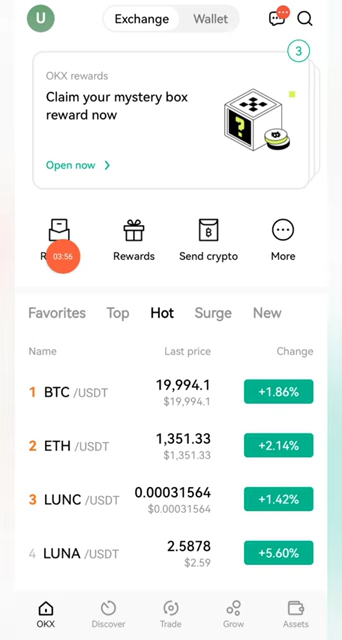 U
Exchange
Wallet
3
OKX rewards
Claim your mystery box
reward now
?
Open now >
03:56
Rewards
Send crypto
More
Favorites
Top
Hot
Surge
New
Name
Last price
Change
1 BTC /USDT
19,994.1
$19,994.1
+1.86%
2 ETH /USDT
1,351.33
$1,351.33
+2.14%
3 LUNC /USDT
0.00031564
$0.00031564
+1.42%
4 LUNA /USDT
2.5878
$2.59
+5.60%
OKX
Discover
Trade
Grow
Assets